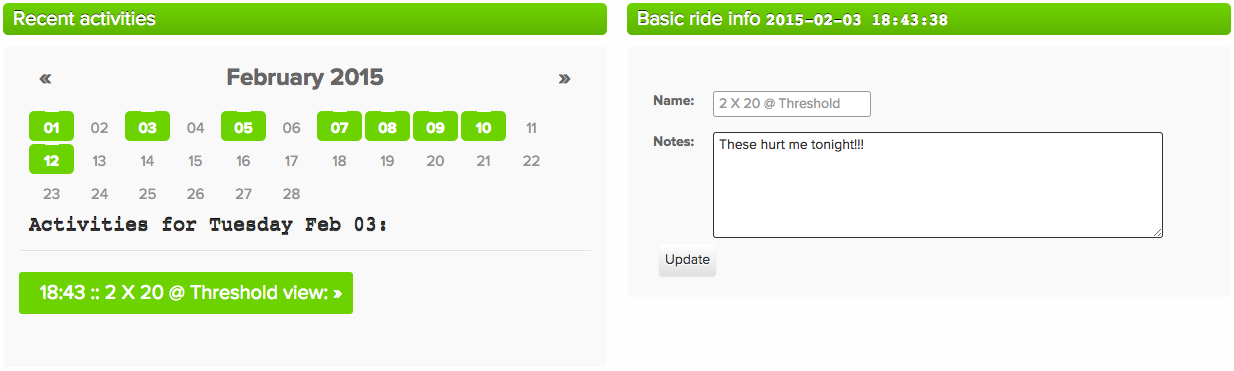 Recent activities
« February 2015 »
01 02 03 04 05 06 07 08 09 10 11
12 13 14 15 16 17 18 19 20 21 22
23 24 25 26 27 28
Activities for Tuesday Feb 03:
18:43 :: 2 X 20 @ Threshold view: »
Basic ride info 2015-02-03 18:43:38
Name: 2 X 20 @ Threshold
Notes: These hurt me tonight!!!
Update